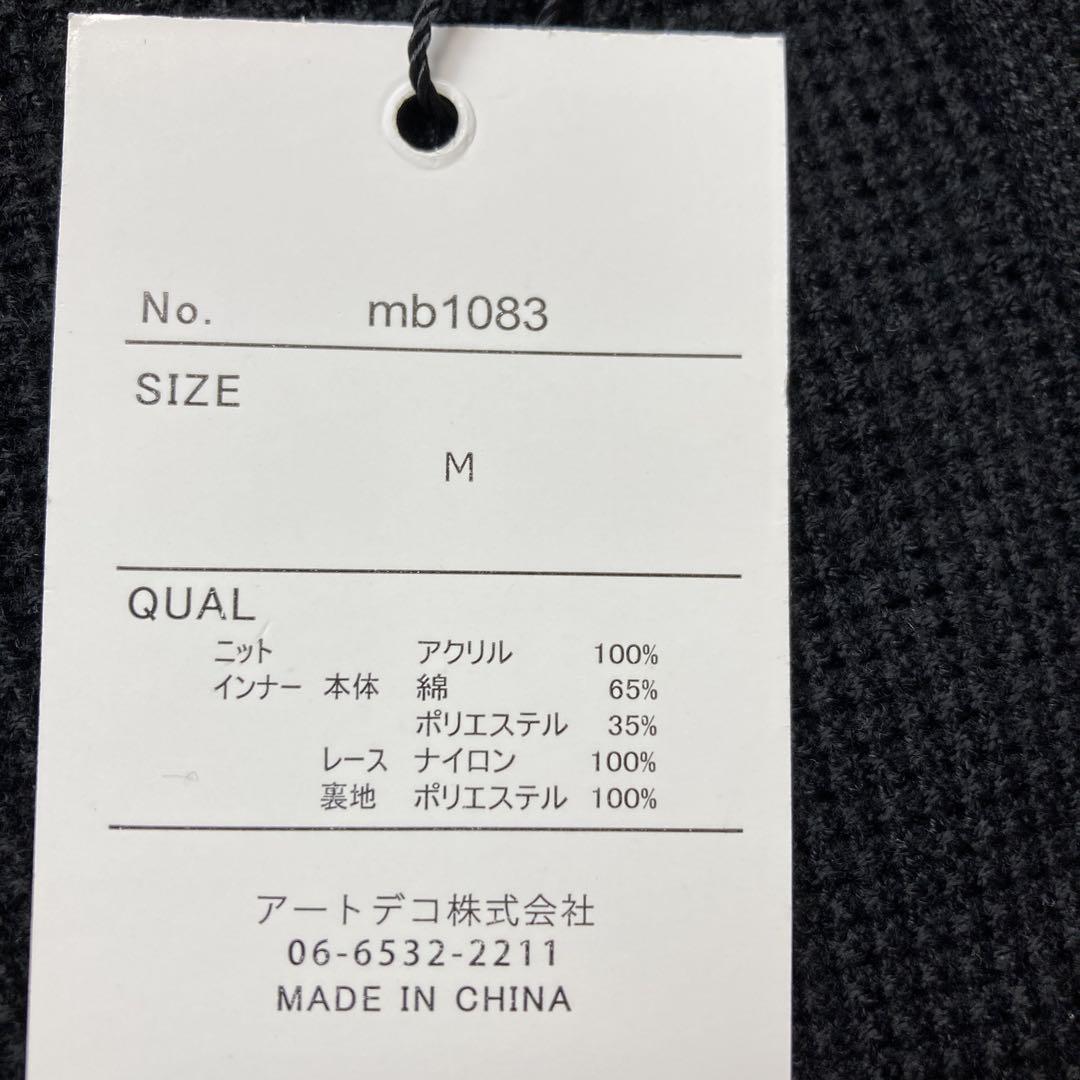 No. mb1083
SIZE
M
QUAL
ニット アクリル 100%
インナー 本体 綿 65%
ポリエステル 35%
レース ナイロン 100%
裏地 ポリエステル 100%
アートデコ株式会社
06-6532-2211
MADE IN CHINA